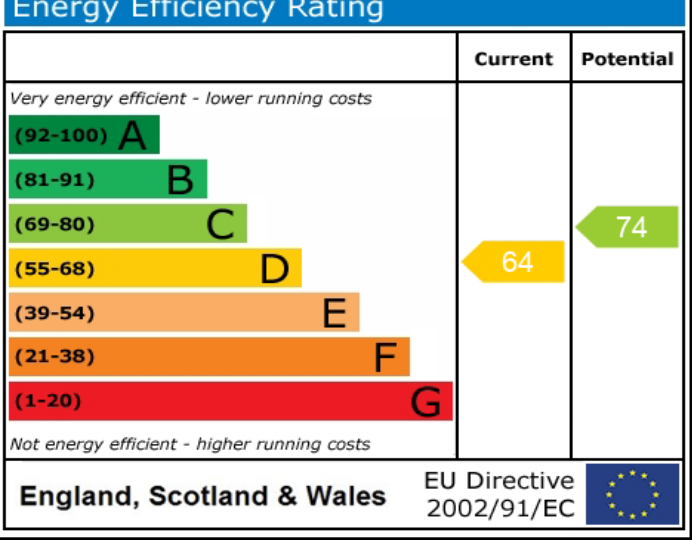 Energy Efficiency Rating
Current Potential
Very energy efficient - lower running costs
(92-100) A
(81-91) B
(69-80) C
74
(55-68) D
64
(39-54) E
(21-38) F
(1-20) G
Not energy efficient - higher running costs
England, Scotland & Wales
EU Directive
2002/91/EC